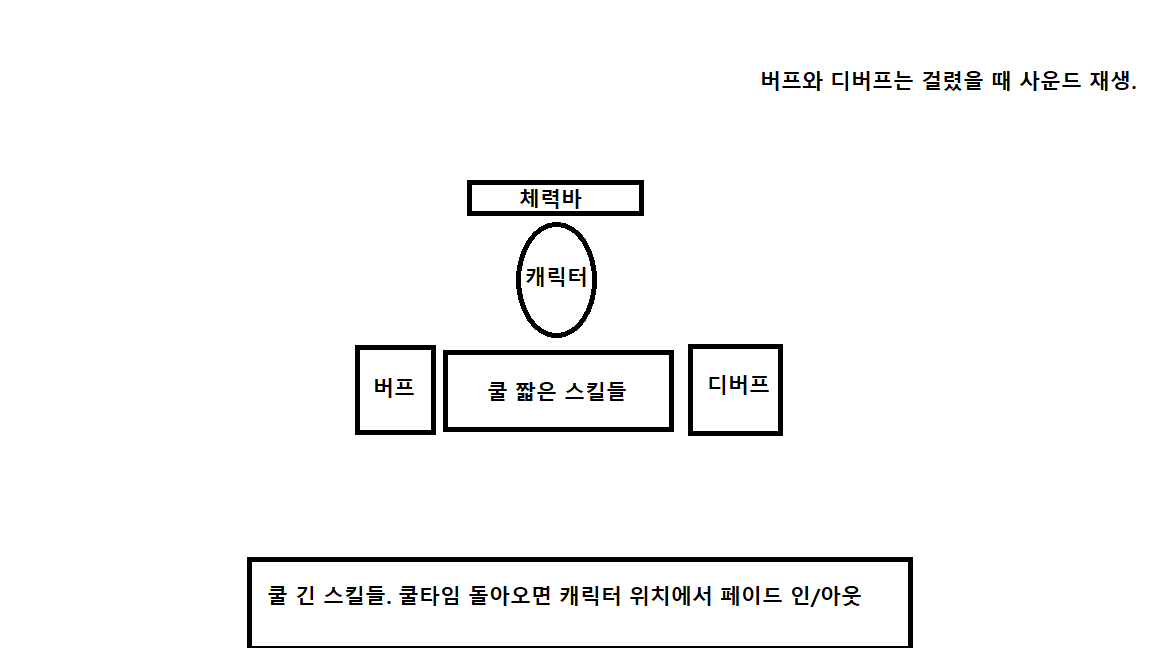 버프와 디버프는 걸렸을 때 사운드 재생.
체력바
캐릭터
버프
쿨 짧은 스킬들
디버프
쿨 긴 스킬들. 쿨타임 돌아오면 캐릭터 위치에서 페이드 인/아웃